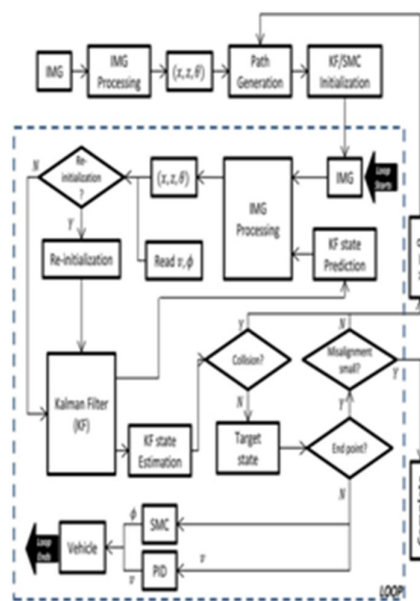 IMG
IMG
Processing
(x, z, θ)
Path
Generation
KF/SMC
Initialization
N
Re-
initialization
?
(x, z, θ)
IMG
Processing
IMG
Loop
Starts
Y
Re-initialization
Read v, ϕ
KF state
Prediction
Y
N
Collision?
Misalignment
small?
Y
Kalman Filter
(KF)
N
Y
KF state
Estimation
Target
state
End point?
N
ϕ
SMC
Loop
Ends
Vehicle
v
PID
v
LOOP